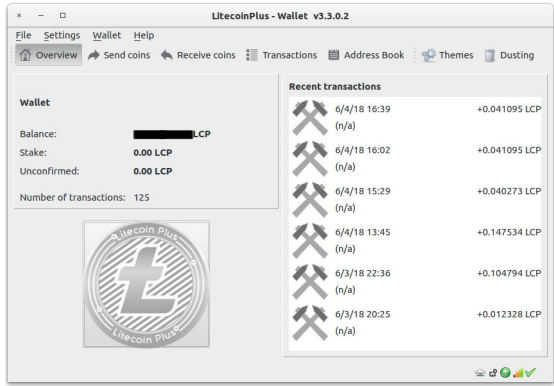 LitecoinPlus - Wallet v3.3.0.2
File Settings Wallet Help
Overview Send coins Receive coins Transactions Address Book Themes Dusting
Wallet
Balance: LCP
Stake: 0.00 LCP
Unconfirmed: 0.00 LCP
Number of transactions: 125
Litecoin Plus
Litecoin Plus
Recent transactions
6/4/18 16:39 +0.041095 LCP
(n/a)
6/4/18 16:02 +0.041095 LCP
(n/a)
6/4/18 15:29 +0.040273 LCP
(n/a)
6/4/18 13:45 +0.147534 LCP
(n/a)
6/3/18 22:36 +0.104794 LCP
(n/a)
6/3/18 20:25 +0.012328 LCP
(n/a)